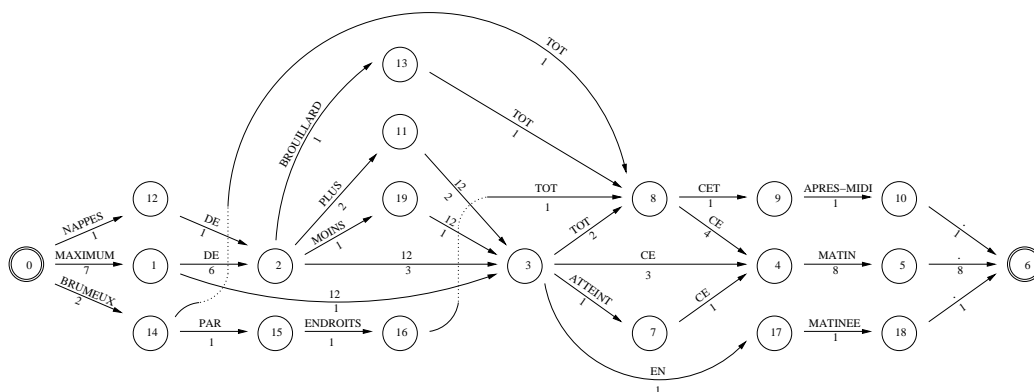 TOT
1
13
BROUILLARD
1
TOT
1
11
PLUS
2
12
2
12
NAPPES
1
DE
1
19
MOINS
1
12
1
TOT
1
8
CET
1
9
APRES-MIDI
1
10
.
1
TOT
2
CE
4
0
MAXIMUM
7
1
DE
6
2
12
3
3
CE
3
4
MATIN
8
5
.
8
6
BRUMEUX
2
12
1
ATTEINT
1
CE
1
14
PAR
1
15
ENDROITS
1
16
7
17
MATINEE
1
18
.
1
EN
1